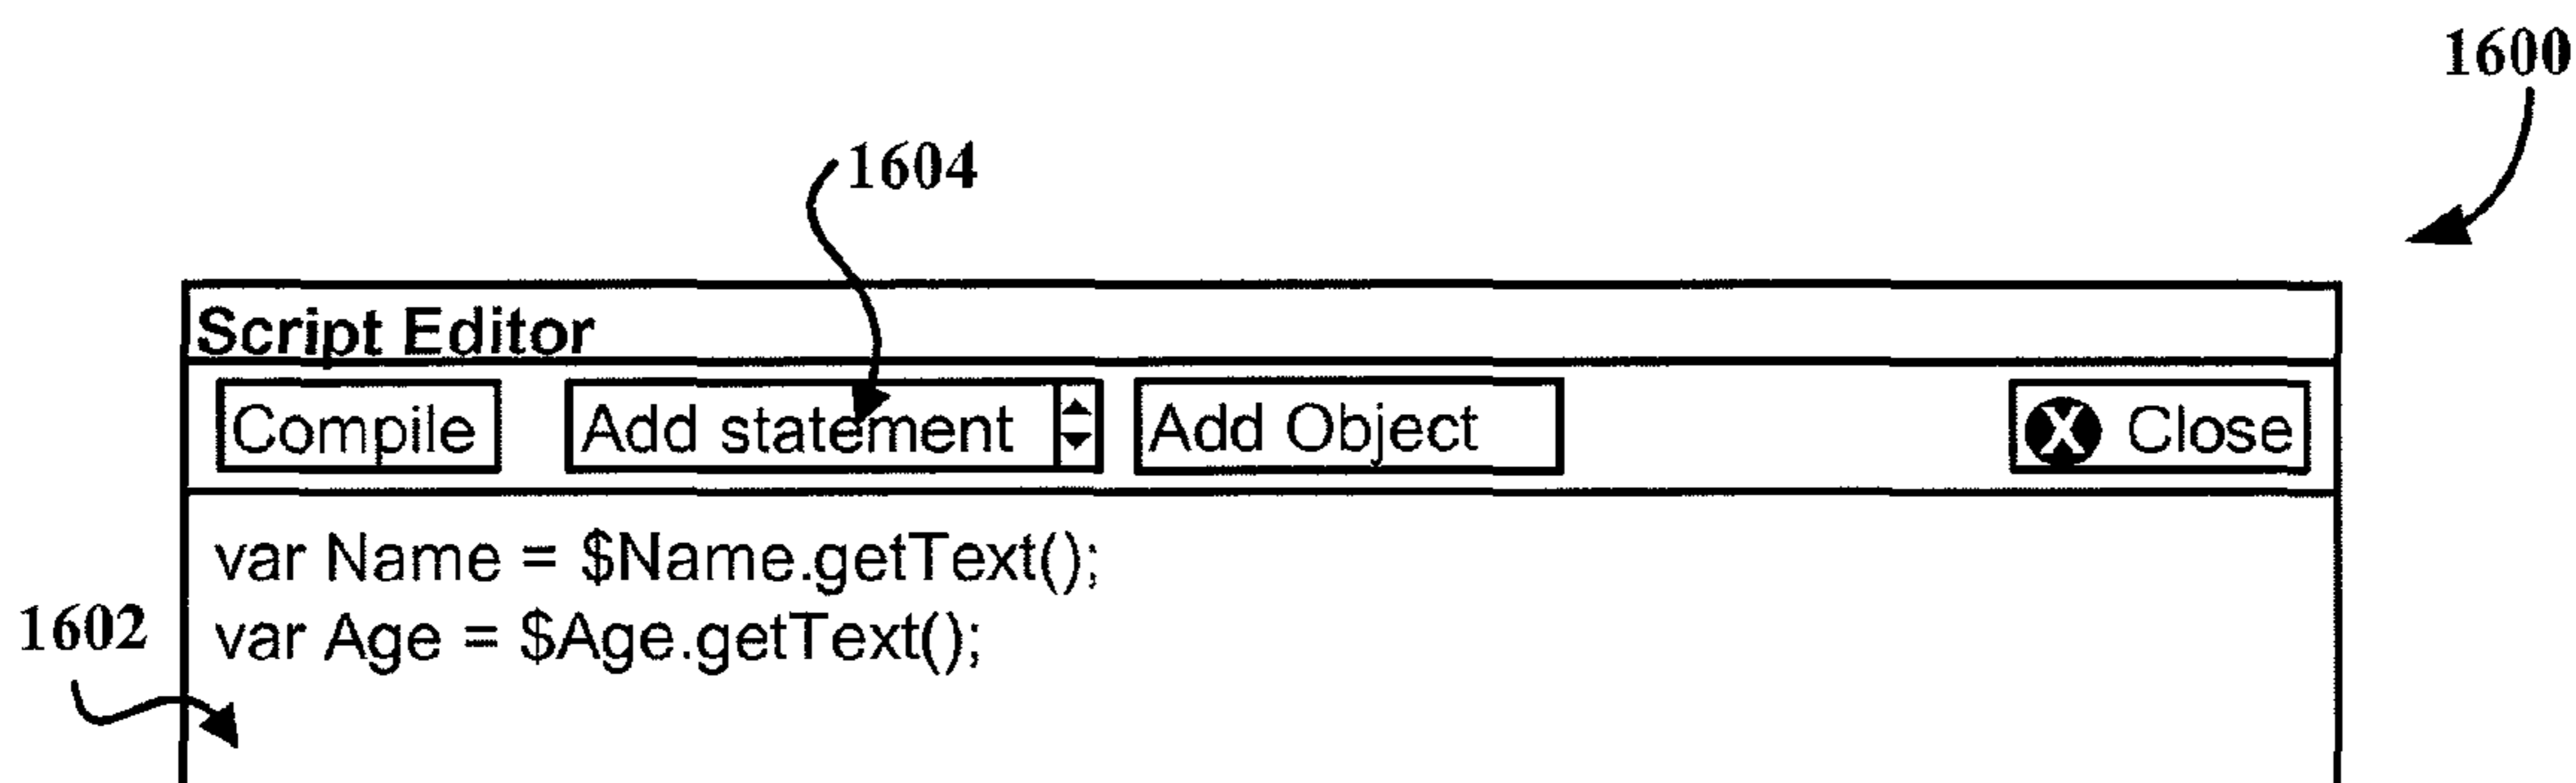 1600
1604
Script Editor
Compile Add statement Add Object X Close
var Name = $Name.getText();
var Age = $Age.getText();
1602